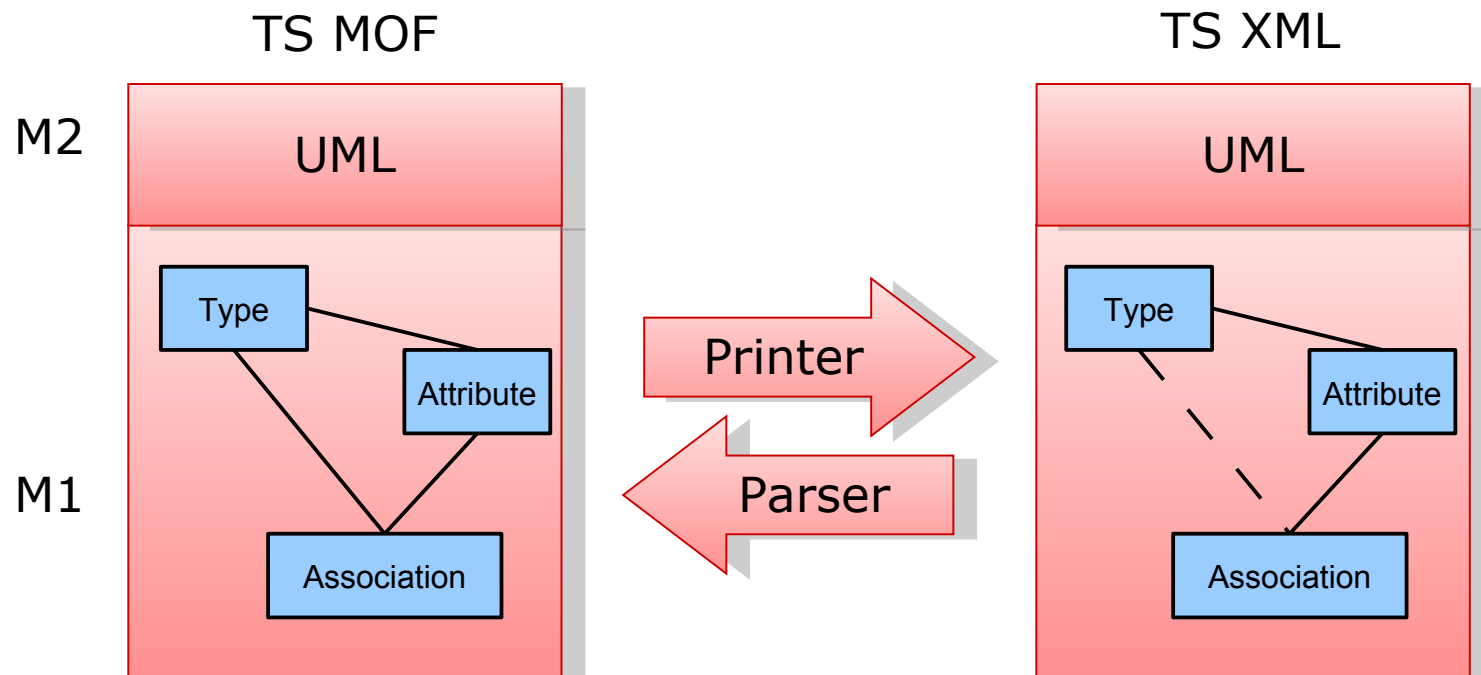 TS MOF
TS XML
M2
UML
UML
Type
Attribute
Association
Printer
Parser
Type
Attribute
Association
M1